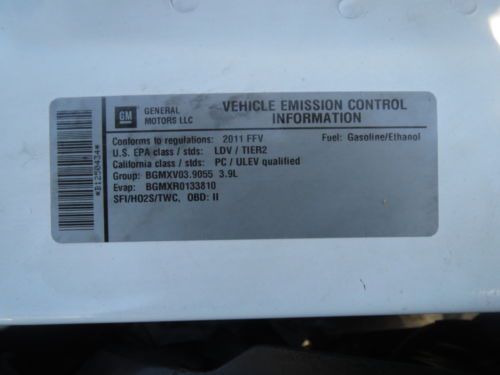 GM
GENERAL MOTORS LLC
VEHICLE EMISSION CONTROL
INFORMATION
Conforms to regulations: 2011 FFV Fuel: Gasoline/Ethanol
U.S. EPA class / stds: LDV / TIER2
California class / stds: PC / ULEV qualified
Group: BGMXV03.9055 3.9L
Evap: BGMXR0133810
SFI/HO2S/TWC, OBD: II
*B1250434*